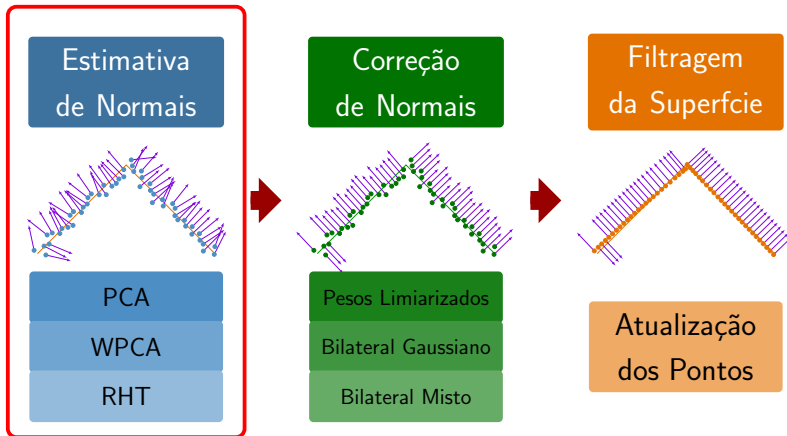 Estimativa
de Normais
PCA
WPCA
RHT
Correção
de Normais
Pesos Limiarizados
Bilateral Gaussiano
Bilateral Misto
Filtragem
da Superfcie
Atualização
dos Pontos